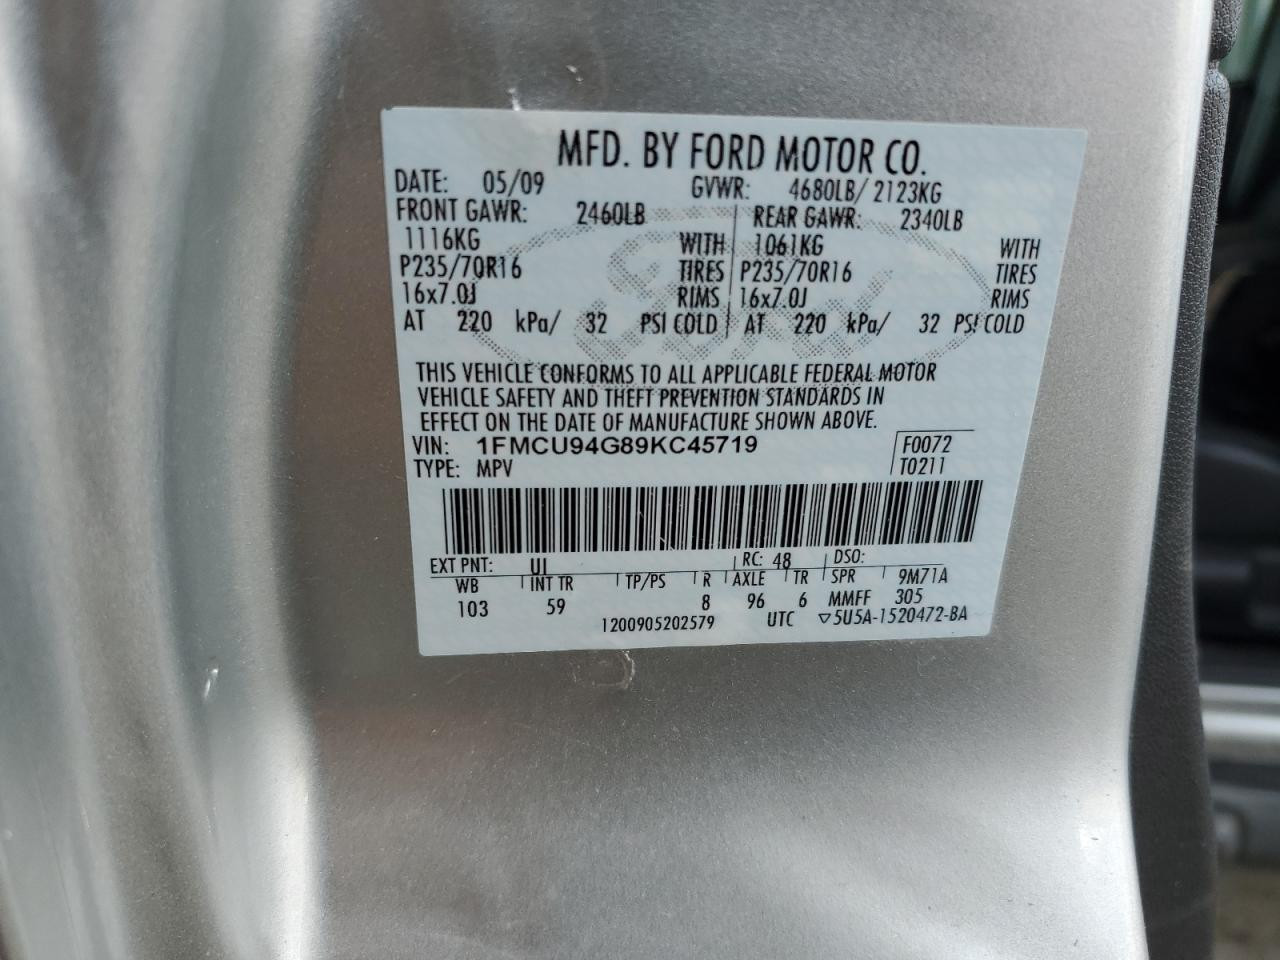 MFD. BY FORD MOTOR CO.
DATE: 05/09 GVWR: 4680LB/ 2123KG
FRONT GAWR: 2460LB REAR GAWR: 2340LB
1116KG WITH 1061KG WITH
P235/70R16 TIRES P235/70R16 TIRES
16x7.0J RIMS 16x7.0J RIMS
AT 220 kPa/ 32 PSI COLD AT 220 kPa/ 32 PSI COLD
Ford
THIS VEHICLE CONFORMS TO ALL APPLICABLE FEDERAL MOTOR
VEHICLE SAFETY AND THEFT PREVENTION STANDARDS IN
EFFECT ON THE DATE OF MANUFACTURE SHOWN ABOVE.
VIN: 1FMCU94G89KC45719 F0072
TYPE: MPV T0211
EXT PNT: UI RC: 48 DSO:
WB INT TR TP/PS R AXLE TR SPR 9M71A
103 59 8 96 6 MMFF 305
1200905202579 UTC ▽5U5A-1520472-BA